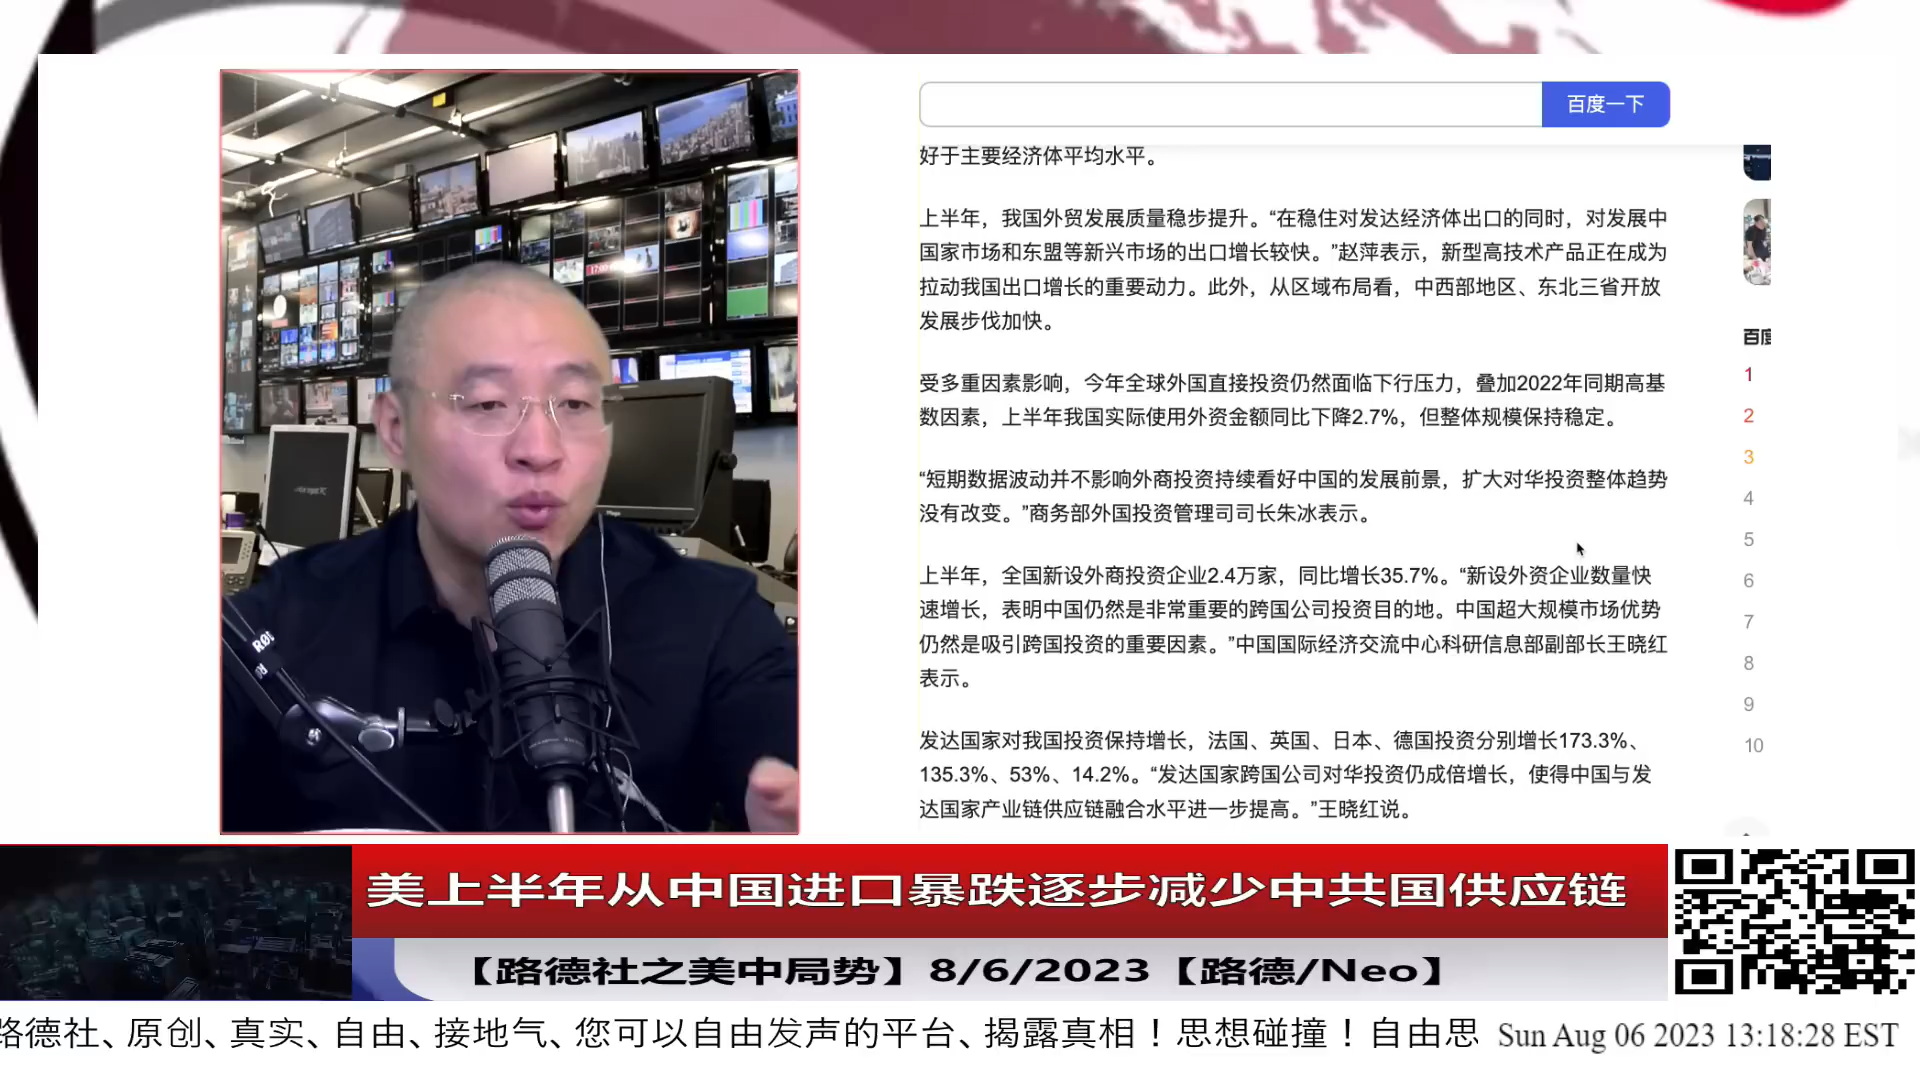 百度一下
好于主要经济体平均水平。
上半年，我国外贸发展质量稳步提升。“在稳住对发达经济体出口的同时，对发展中
国家市场和东盟等新兴市场的出口增长较快。”赵萍表示，新型高技术产品正在成为
拉动我国出口增长的重要动力。此外，从区域布局看，中西部地区、东北三省开放
发展步伐加快。
受多重因素影响，今年全球外国直接投资仍然面临下行压力，叠加2022年同期高基
数因素，上半年我国实际使用外资金额同比下降2.7%，但整体规模保持稳定。
“短期数据波动并不影响外商投资持续看好中国的发展前景，扩大对华投资整体趋势
没有改变。”商务部外国投资管理司司长朱冰表示。
上半年，全国新设外商投资企业2.4万家，同比增长35.7%。“新设外资企业数量快
速增长，表明中国仍然是非常重要的跨国公司投资目的地。中国超大规模市场优势
仍然是吸引跨国投资的重要因素。”中国国际经济交流中心科研信息部副部长王晓红
表示。
发达国家对我国投资保持增长，法国、英国、日本、德国投资分别增长173.3%、
135.3%、53%、14.2%。“发达国家跨国公司对华投资仍成倍增长，使得中国与发
达国家产业链供应链融合水平进一步提高。”王晓红说。
百度
1
2
3
4
5
6
7
8
9
10
RØDE
美上半年从中国进口暴跌逐步减少中共国供应链
【路德社之美中局势】8/6/2023【路德/Neo】
路德社、原创、真实、自由、接地气、您可以自由发声的平台、揭露真相！思想碰撞！自由思
Sun Aug 06 2023 13:18:28 EST